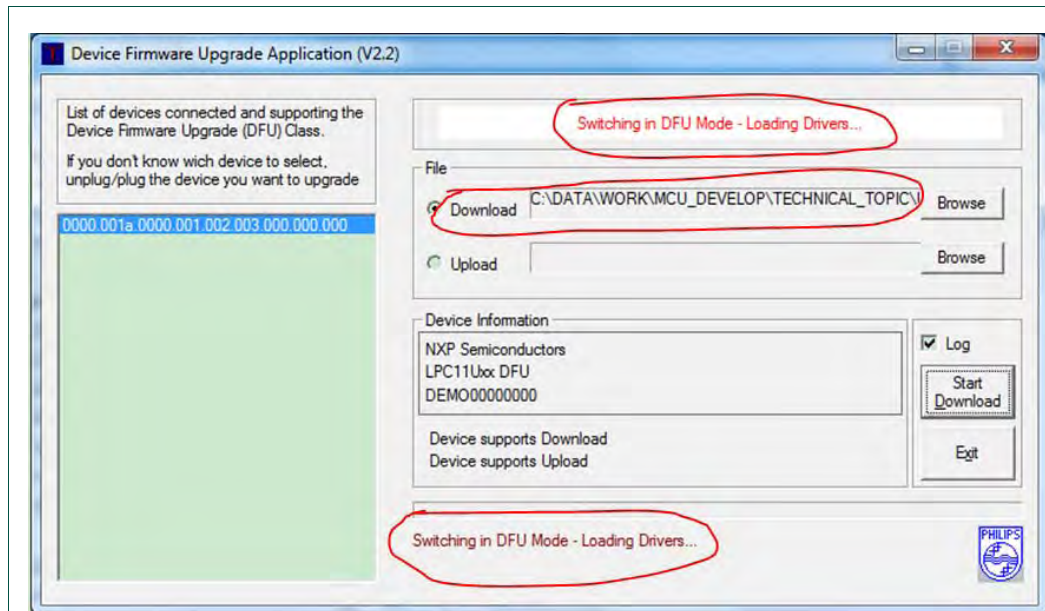 Device Firmware Upgrade Application (V2.2)
List of devices connected and supporting the
Device Firmware Upgrade (DFU) Class.
If you don't know wich device to select,
unplug/plug the device you want to upgrade
0000.001a.0000.001.002.003.000.000.000
Switching in DFU Mode - Loading Drivers...
File
Download C:\DATA\WORK\MCU_DEVELOP\TECHNICAL_TOPIC\ Browse
Upload Browse
Device Information
NXP Semiconductors
LPC11Uxx DFU
DEMO00000000
Device supports Download
Device supports Upload
Log
Start
Download
Exit
Switching in DFU Mode - Loading Drivers...
PHILIPS